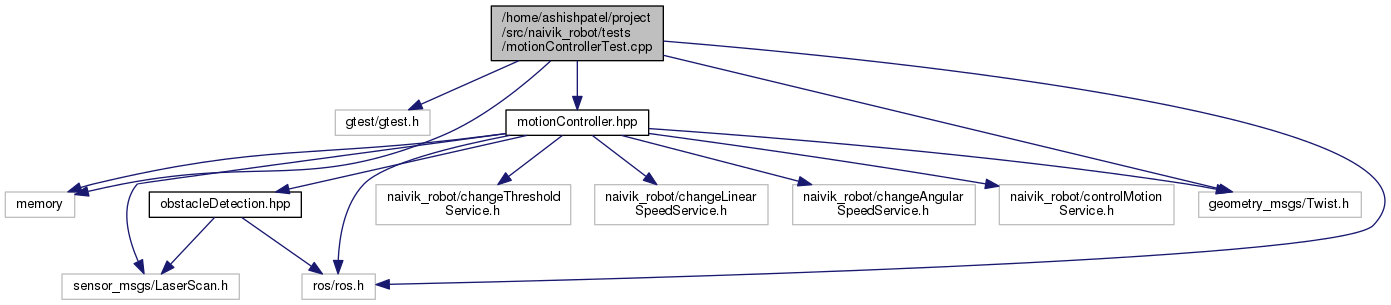 /home/ashishpatel/project
/src/naivik_robot/tests
/motionControllerTest.cpp
gtest/gtest.h
motionController.hpp
memory
obstacleDetection.hpp
naivik_robot/changeThreshold
Service.h
naivik_robot/changeLinear
SpeedService.h
naivik_robot/changeAngular
SpeedService.h
naivik_robot/controlMotion
Service.h
geometry_msgs/Twist.h
sensor_msgs/LaserScan.h
ros/ros.h